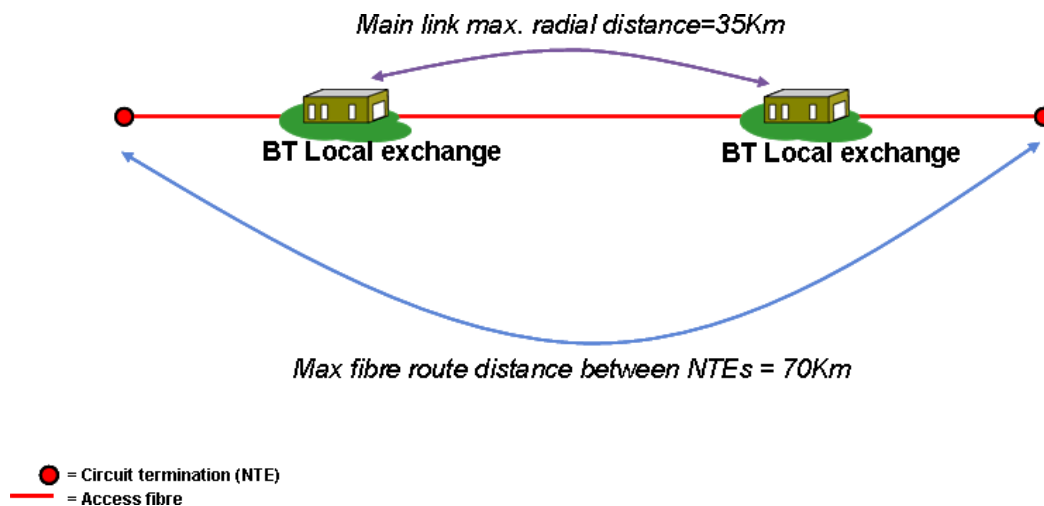 Main link max. radial distance=35Km
BT Local exchange
BT Local exchange
Max fibre route distance between NTEs = 70Km
= Circuit termination (NTE)
= Access fibre